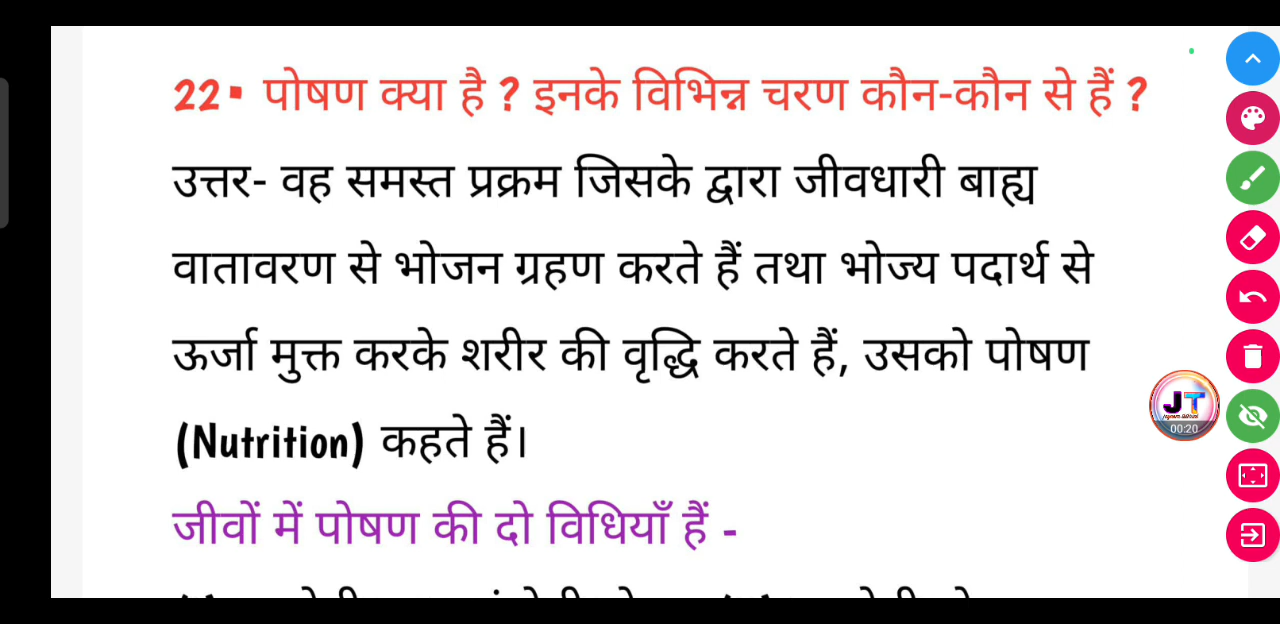 22▪ पोषण क्या है ? इनके विभिन्न चरण कौन-कौन से हैं ?
उत्तर- वह समस्त प्रक्रम जिसके द्वारा जीवधारी बाह्य
वातावरण से भोजन ग्रहण करते हैं तथा भोज्य पदार्थ से
ऊर्जा मुक्त करके शरीर की वृद्धि करते हैं, उसको पोषण
(Nutrition) कहते हैं।
जीवों में पोषण की दो विधियाँ हैं -
JT
00:20